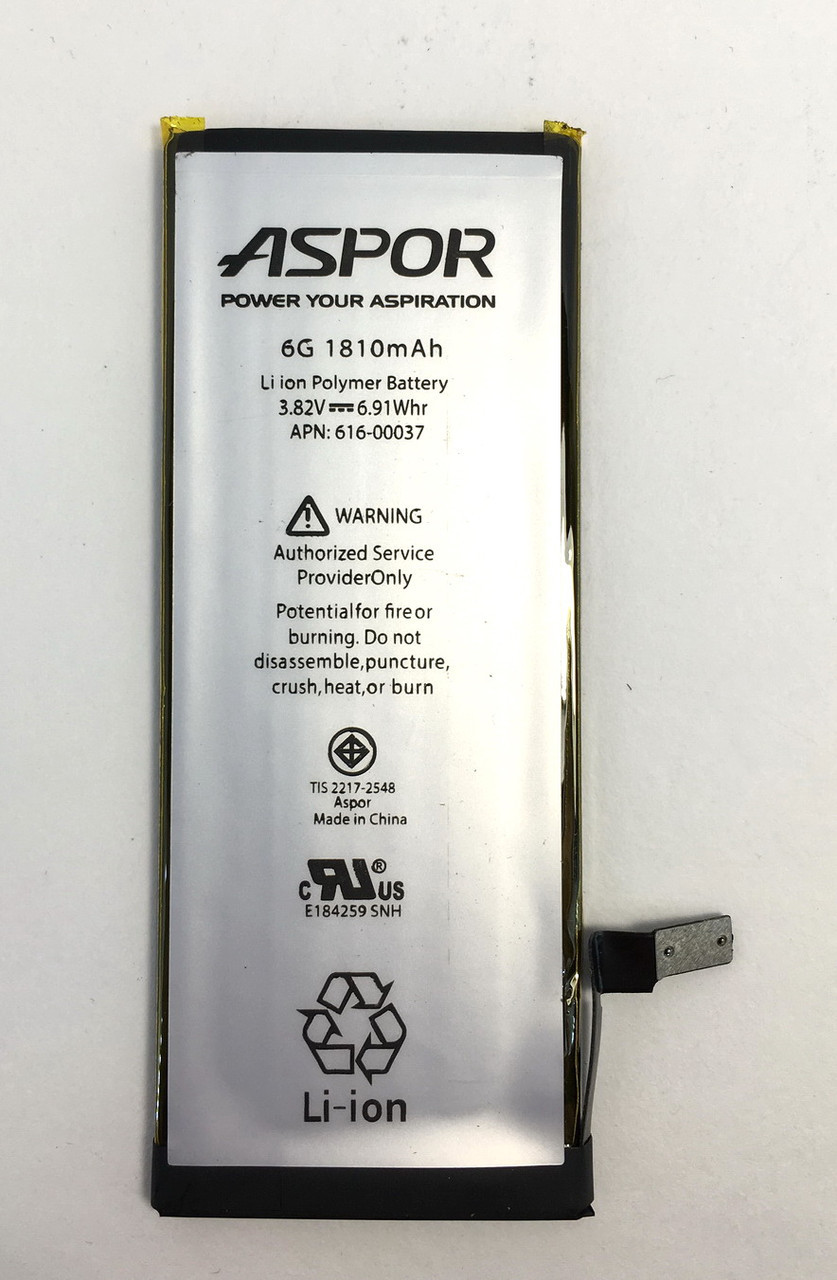 ASPOR
POWER YOUR ASPIRATION
6G 1810mAh
Li ion Polymer Battery
3.82V⎓6.91Whr
APN: 616-00037
WARNING
Authorized Service
ProviderOnly
Potentialfor fireor
burning. Do not
disassemble,puncture,
crush,heat,or burn
TIS 2217-2548
Aspor
Made in China
c RU® US
E184259 SNH
Li-ion